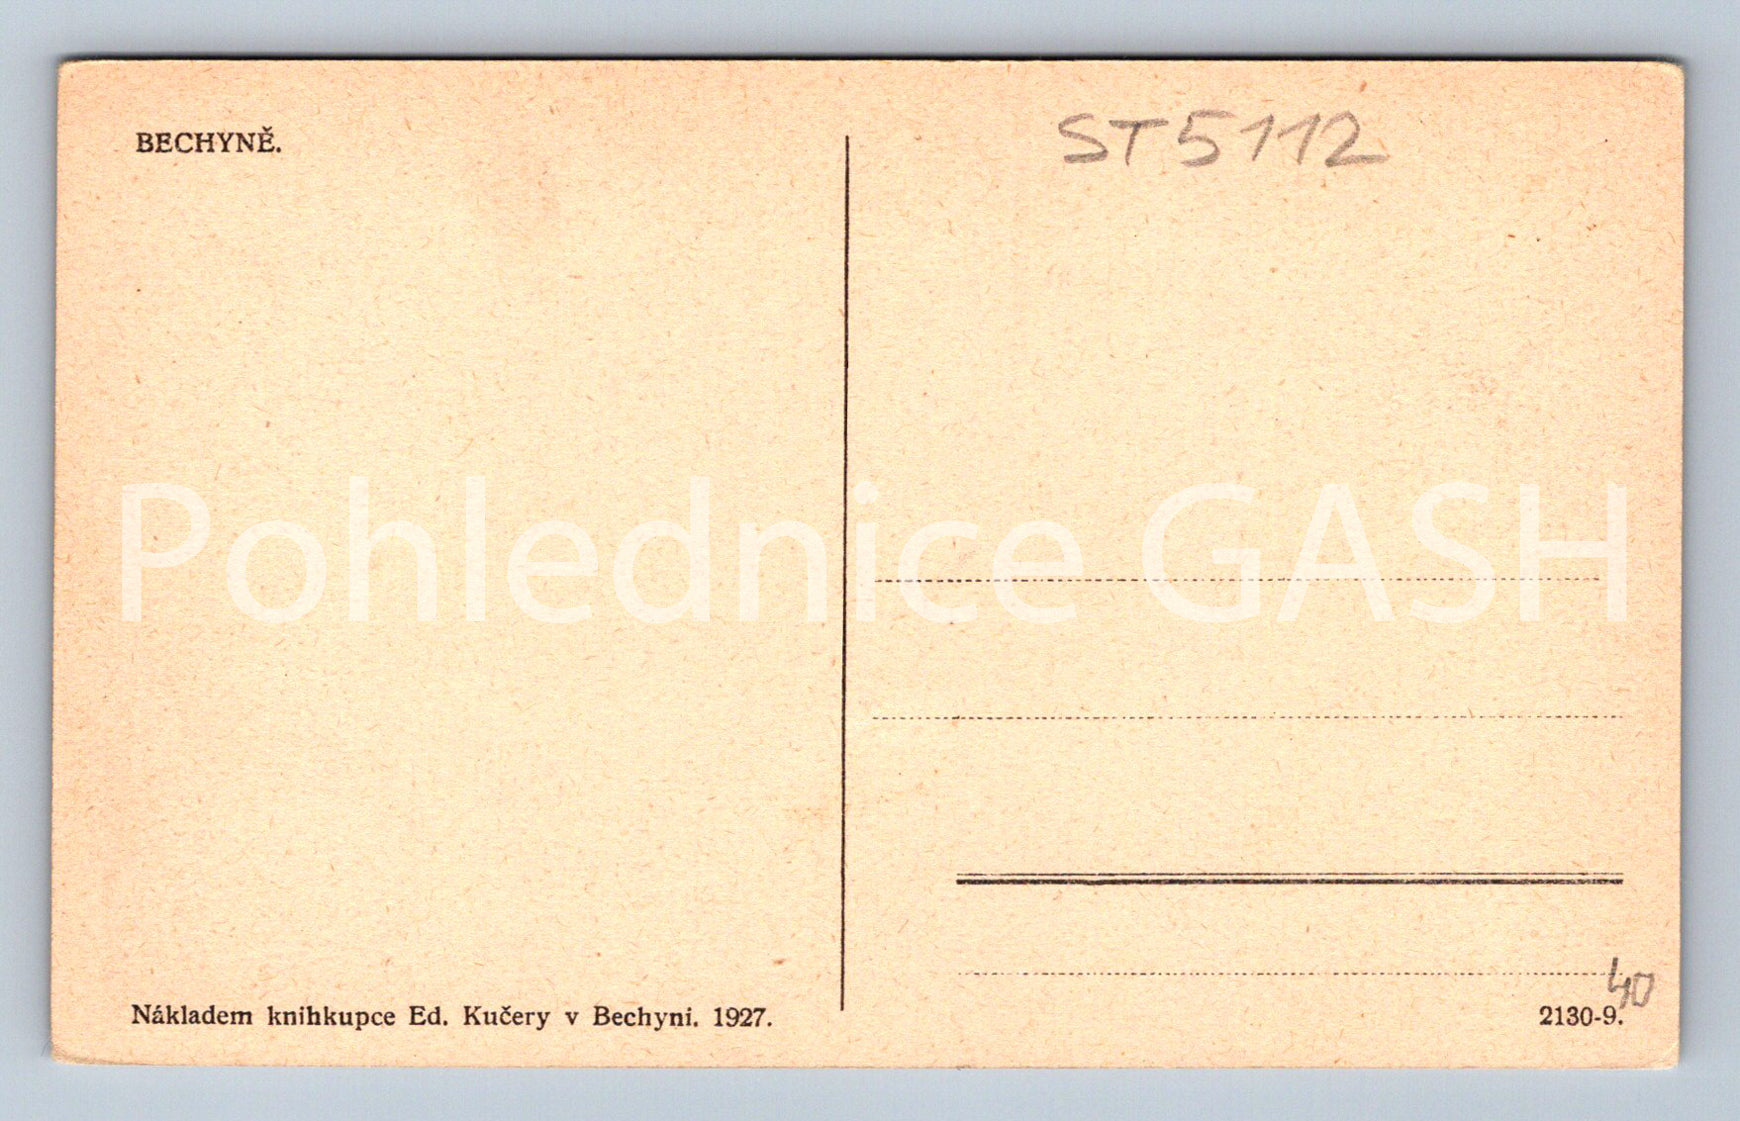 BECHYNĚ.
ST5112
Pohlednice GASH
40
Nákladem knihkupce Ed. Kučery v Bechyni. 1927.
2130-9.